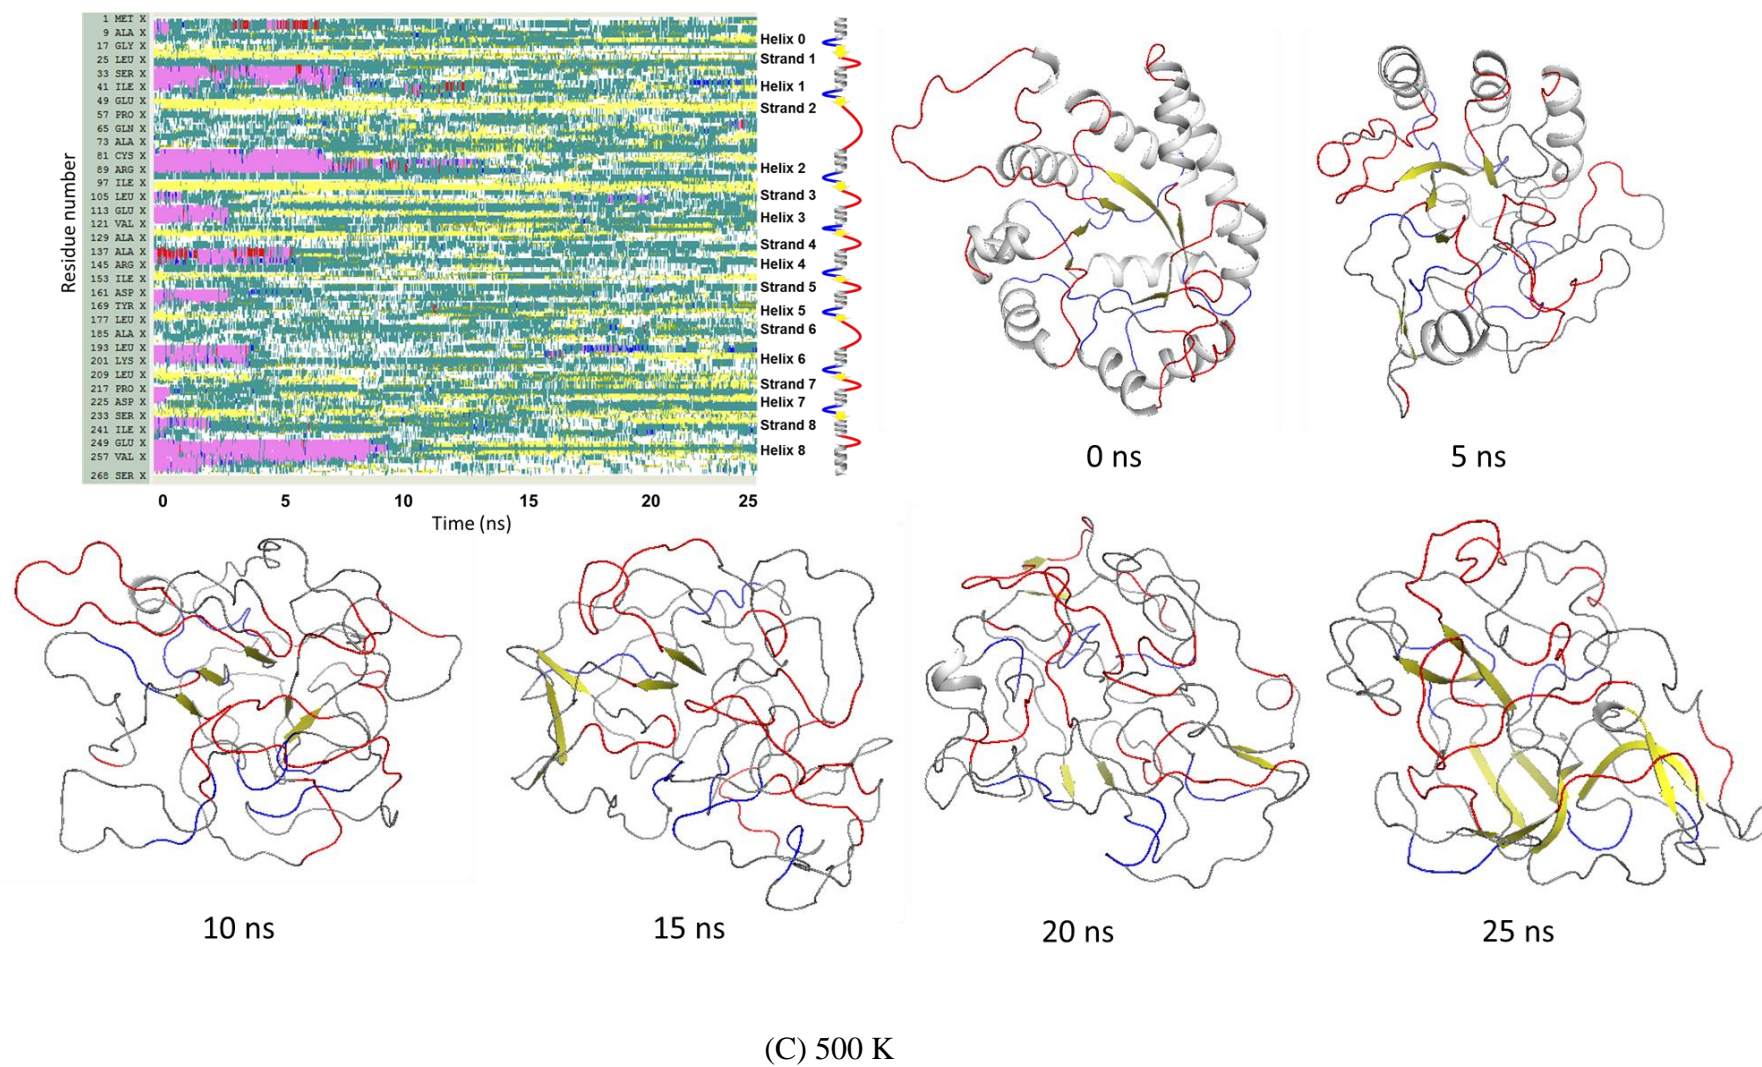 Residue number
1 MET X
9 ALA X
17 GLY X
25 LEU X
33 SER X
41 ILE X
49 GLU X
57 PRO X
65 GLN X
73 ALA X
81 CYS X
89 ARG X
97 ILE X
105 LEU X
113 GLU X
121 VAL X
129 ALA X
137 ALA X
145 ARG X
153 ILE X
161 ASP X
169 TYR X
177 LEU X
185 ALA X
193 LEU X
201 LYS X
209 LEU X
217 PRO X
225 ASP X
233 SER X
241 ILE X
249 GLU X
257 VAL X
268 SER X
Helix 0
Strand 1
Helix 1
Strand 2
Helix 2
Strand 3
Helix 3
Strand 4
Helix 4
Strand 5
Helix 5
Strand 6
Helix 6
Strand 7
Helix 7
Strand 8
Helix 8
0 5 10 15 20 25
Time (ns)
0 ns
5 ns
10 ns
15 ns
20 ns
25 ns
(C) 500 K